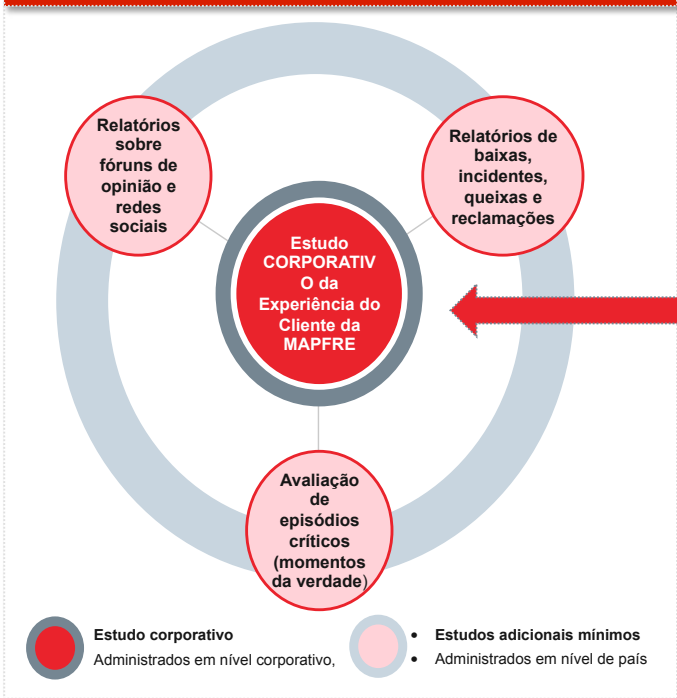 Relatórios
sobre
fóruns de
opinião e
redes
sociais
Relatórios de
baixas,
incidentes,
queixas e
reclamações
Estudo
CORPORATIV
O da
Experiência do
Cliente da
MAPFRE
Avaliação
de
episódios
críticos
(momentos
da verdade)
Estudo corporativo
Administrados em nível corporativo,
• Estudos adicionais mínimos
• Administrados em nível de país